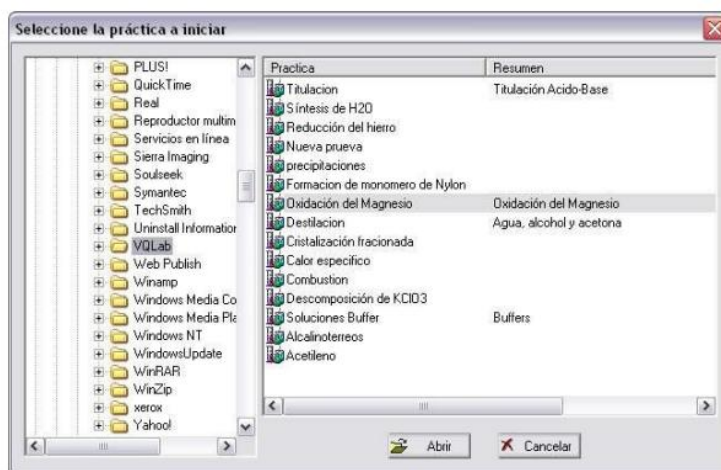 Seleccione la práctica a iniciar
PLUS!
QuickTime
Real
Reproductor multim
Servicios en línea
Sierra Imaging
Soulseek
Symantec
TechSmith
Uninstall Information
VQLab
Web Publish
Winamp
Windows Media Co
Windows Media Pla
Windows NT
WindowsUpdate
WinRAR
WinZip
xerox
Yahoo!
Practica Resumen
Titulacion Titulación Acido-Base
Síntesis de H2O
Reducción del hierro
Nueva prueba
precipitaciones
Formacion de monomero de Nylon
Oxidación del Magnesio Oxidación del Magnesio
Destilacion Agua, alcohol y acetona
Cristalización fracionada
Calor especifico
Combustion
Descomposición de KClO3
Soluciones Buffer Buffers
Alcalinoterreos
Acetileno
Abrir Cancelar